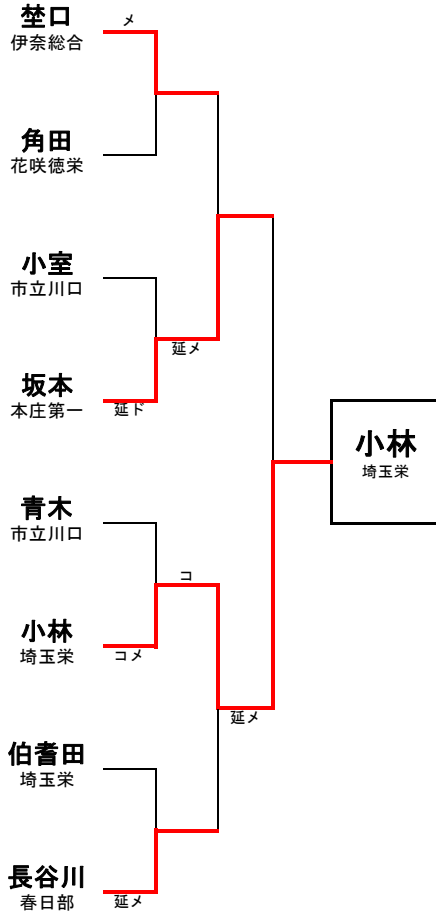 埜口
伊奈総合
メ
角田
花咲徳栄
小室
市立川口
延メ
坂本
本庄第一
延ド
小林
埼玉栄
青木
市立川口
コ
小林
埼玉栄
コメ
延メ
伯耆田
埼玉栄
長谷川
春日部
延メ